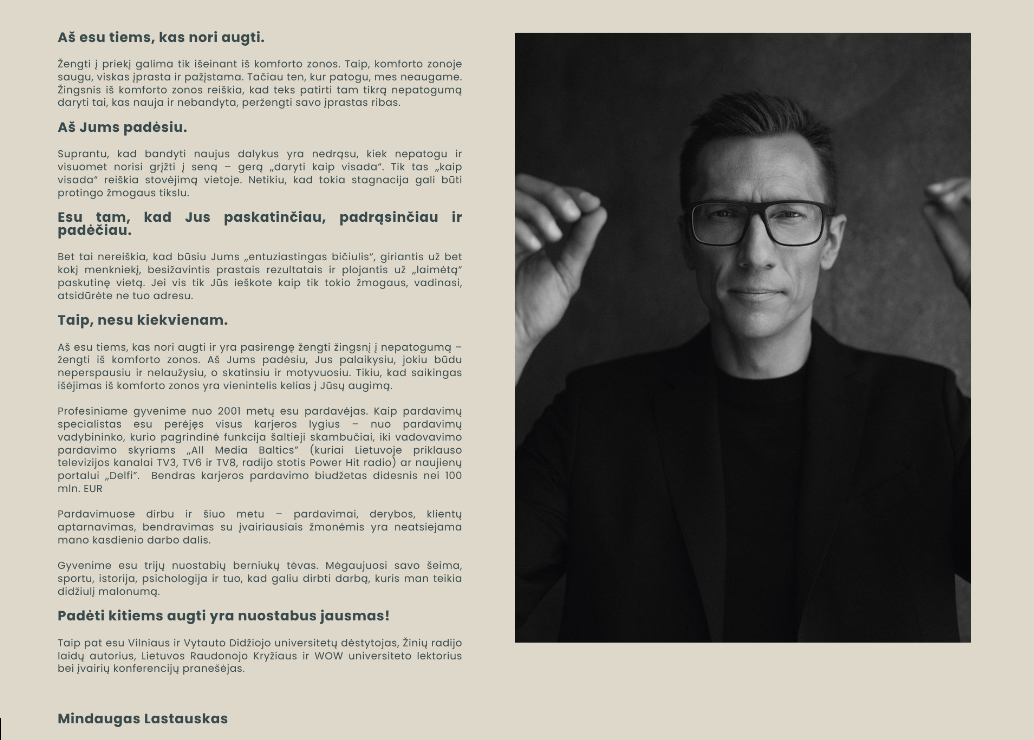 Aš esu tiems, kas nori augti.
Žengti į priekį galima tik išeinant iš komforto zonos. Taip, komforto zonoje
saugu, viskas įprasta ir pažįstama. Tačiau ten, kur patogu, mes neaugame.
Žingsnis iš komforto zonos reiškia, kad teks patirti tam tikrą nepatogumą
daryti tai, kas nauja ir nebandyta, peržengti savo įprastas ribas.
Aš Jums padėsiu.
Suprantu, kad bandyti naujus dalykus yra nedrąsu, kiek nepatogu ir
visuomet norisi grįžti į seną – gerą „daryti kaip visada“. Tik tas „kaip
visada“ reiškia stovėjimą vietoje. Netikiu, kad tokia stagnacija gali būti
protingo žmogaus tikslu.
Esu tam, kad Jus paskatinčiau, padrąsinčiau ir
padėčiau.
Bet tai nereiškia, kad būsiu Jums „entuziastingas bičiulis“, giriantis už bet
kokį menkniekį, besižavintis prastais rezultatais ir plojantis už „laimėtą“
paskutinę vietą. Jei vis tik Jūs ieškote kaip tik tokio žmogaus, vadinasi,
atsidūrėte ne tuo adresu.
Taip, nesu kiekvienam.
Aš esu tiems, kas nori augti ir yra pasirengę žengti žingsnį į nepatogumą –
žengti iš komforto zonos. Aš Jums padėsiu, Jus palaikysiu, jokiu būdu
neperspausiu ir nelaužysiu, o skatinsiu ir motyvuosiu. Tikiu, kad saikingas
išėjimas iš komforto zonos yra vienintelis kelias į Jūsų augimą.
Profesiniame gyvenime nuo 2001 metų esu pardavėjas. Kaip pardavimų
specialistas esu perėjęs visus karjeros lygius – nuo pardavimų
vadybininko, kurio pagrindinė funkcija šaltieji skambučiai, iki vadovavimo
pardavimo skyriams „All Media Baltics“ (kuriai Lietuvoje priklauso
televizijos kanalai TV3, TV6 ir TV8, radijo stotis Power Hit radio) ar naujienų
portalui „Delfi“. Bendras karjeros pardavimo biudžetas didesnis nei 100
mln. EUR
Pardavimuose dirbu ir šiuo metu – pardavimai, derybos, klientų
aptarnavimas, bendravimas su įvairiausiais žmonėmis yra neatsiejama
mano kasdienio darbo dalis.
Gyvenime esu trijų nuostabių berniukų tėvas. Mėgaujuosi savo šeima,
sportu, istorija, psichologija ir tuo, kad galiu dirbti darbą, kuris man teikia
didžiulį malonumą.
Padėti kitiems augti yra nuostabus jausmas!
Taip pat esu Vilniaus ir Vytauto Didžiojo universitetų dėstytojas, Žinių radijo
laidų autorius, Lietuvos Raudonojo Kryžiaus ir WOW universiteto lektorius
bei įvairių konferencijų pranešėjas.
Mindaugas Lastauskas